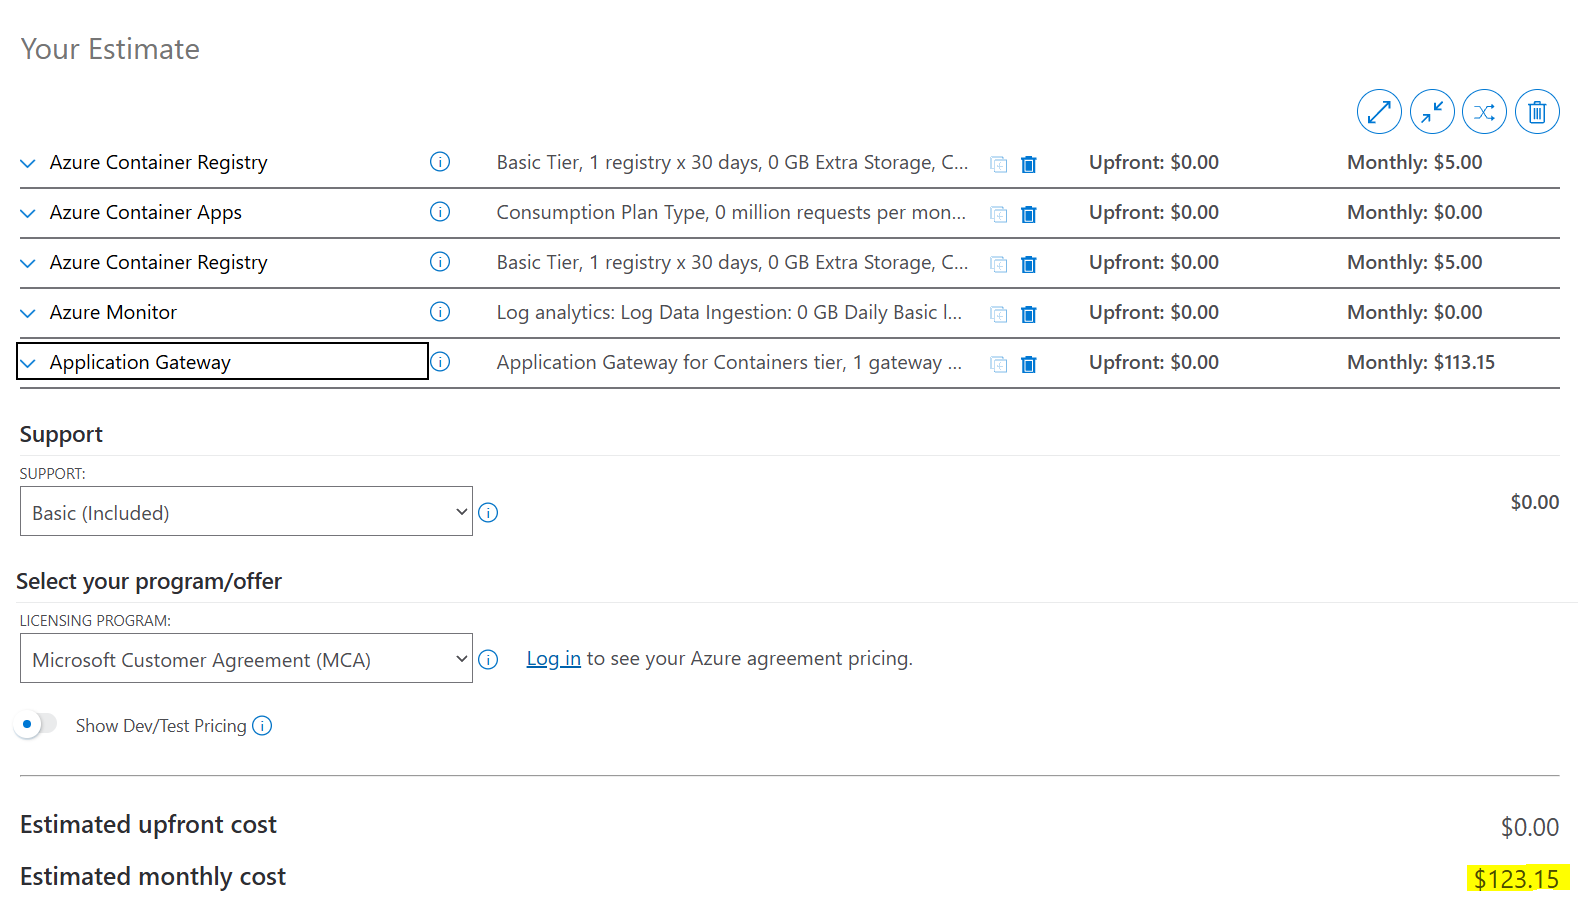 Your Estimate
Azure Container Registry Basic Tier, 1 registry x 30 days, 0 GB Extra Storage, C... Upfront: $0.00 Monthly: $5.00
Azure Container Apps Consumption Plan Type, 0 million requests per mon... Upfront: $0.00 Monthly: $0.00
Azure Container Registry Basic Tier, 1 registry x 30 days, 0 GB Extra Storage, C... Upfront: $0.00 Monthly: $5.00
Azure Monitor Log analytics: Log Data Ingestion: 0 GB Daily Basic l... Upfront: $0.00 Monthly: $0.00
Application Gateway Application Gateway for Containers tier, 1 gateway ... Upfront: $0.00 Monthly: $113.15
Support
SUPPORT:
Basic (Included) $0.00
Select your program/offer
LICENSING PROGRAM:
Microsoft Customer Agreement (MCA) Log in to see your Azure agreement pricing.
Show Dev/Test Pricing
Estimated upfront cost $0.00
Estimated monthly cost $123.15